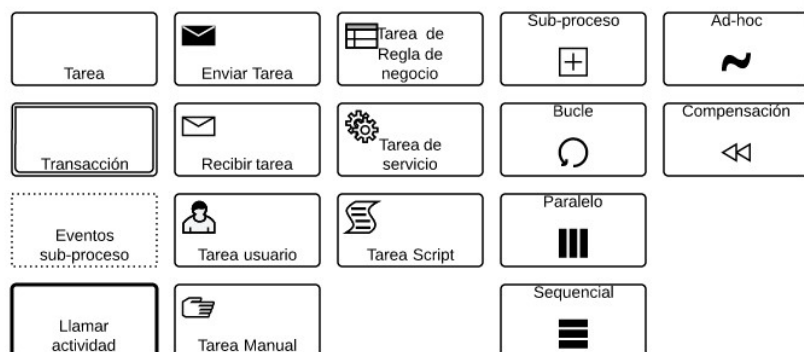 Tarea
Enviar Tarea
Tarea de
Regla de
negocio
Sub-proceso
Ad-hoc
Transacción
Recibir tarea
Tarea de
servicio
Bucle
Compensación
Eventos
sub-proceso
Tarea usuario
Tarea Script
Paralelo
Llamar
actividad
Tarea Manual
Sequencial